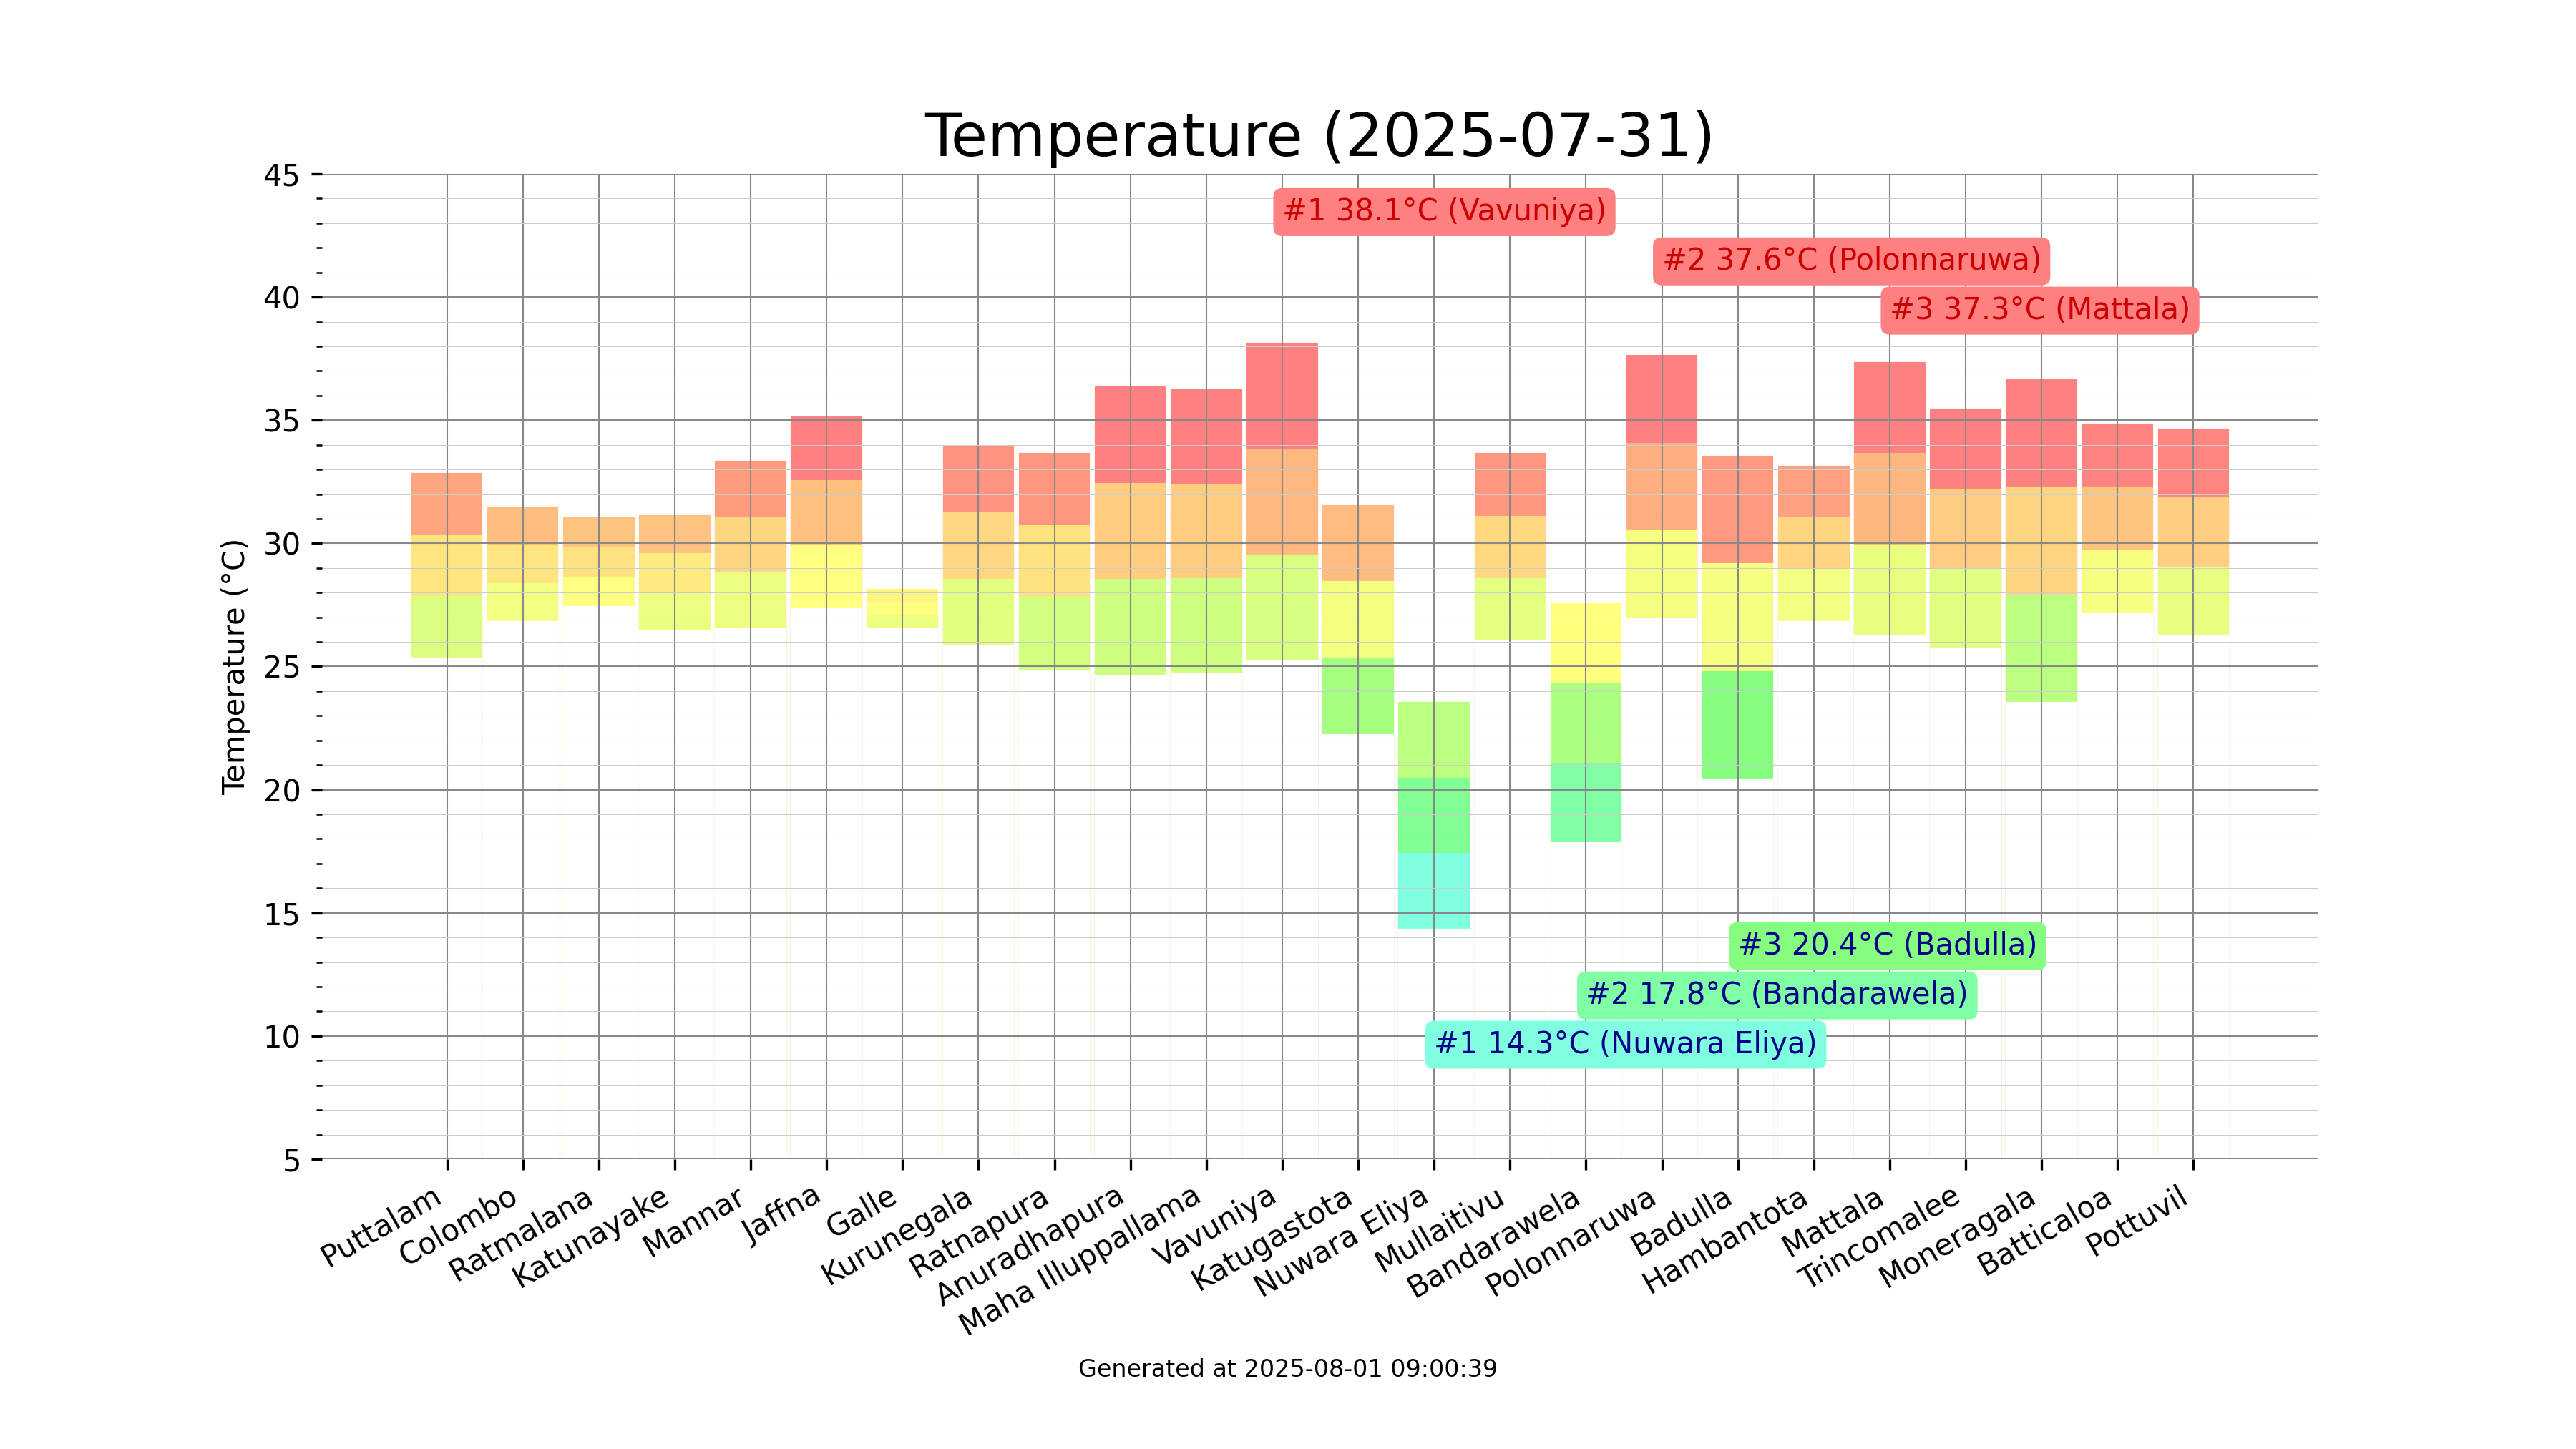 Temperature (2025-07-31)
45
40
35
30
25
20
15
10
5
Temperature (°C)
#1 38.1°C (Vavuniya)
#2 37.6°C (Polonnaruwa)
#3 37.3°C (Mattala)
#3 20.4°C (Badulla)
#2 17.8°C (Bandarawela)
#1 14.3°C (Nuwara Eliya)
Puttalam
Colombo
Ratmalana
Katunayake
Mannar
Jaffna
Galle
Kurunegala
Ratnapura
Anuradhapura
Maha Illuppallama
Vavuniya
Katugastota
Nuwara Eliya
Mullaitivu
Bandarawela
Polonnaruwa
Badulla
Hambantota
Mattala
Trincomalee
Moneragala
Batticaloa
Pottuvil
Generated at 2025-08-01 09:00:39